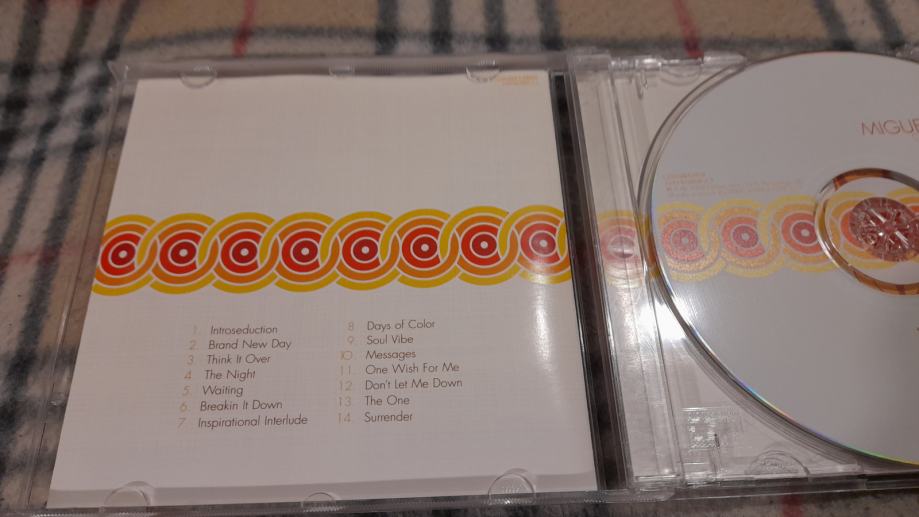 1. Introseduction
2. Brand New Day
3. Think It Over
4. The Night
5. Waiting
6. Breakin It Down
7. Inspirational Interlude
8. Days of Color
9. Soul Vibe
10. Messages
11. One Wish For Me
12. Don't Let Me Down
13. The One
14. Surrender